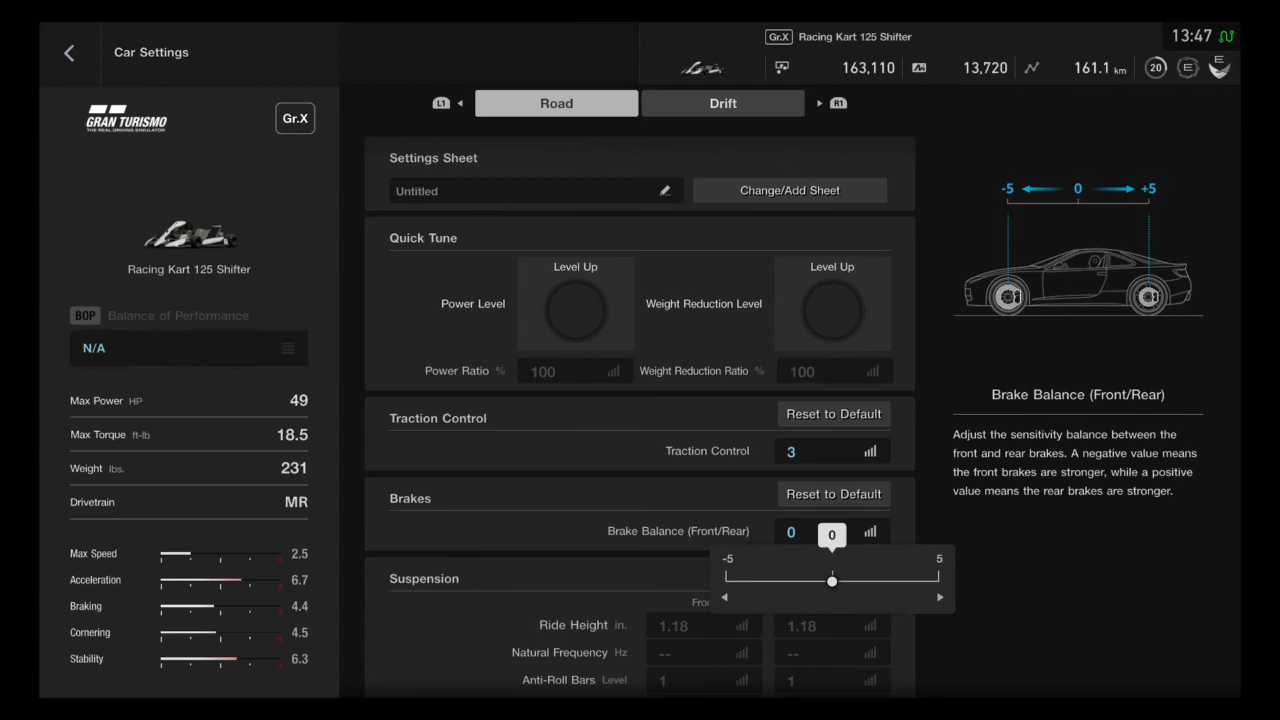 Car Settings
Gr.X Racing Kart 125 Shifter
13:47
163,110
13,720
161.1 km
20
E
E
GRAN TURISMO
THE REAL DRIVING SIMULATOR
Gr.X
Racing Kart 125 Shifter
BOP Balance of Performance
N/A
Max Power HP 49
Max Torque ft-lb 18.5
Weight lbs. 231
Drivetrain MR
Max Speed 2.5
Acceleration 6.7
Braking 4.4
Cornering 4.5
Stability 6.3
L1 Road Drift R1
Settings Sheet
Untitled Change/Add Sheet
Quick Tune
Level Up Level Up
Power Level Weight Reduction Level
Power Ratio % 100 Weight Reduction Ratio % 100
Traction Control Reset to Default
Traction Control 3
Brakes Reset to Default
Brake Balance (Front/Rear) 0
0
-5 5
Suspension
Fro
Ride Height in. 1.18 1.18
Natural Frequency Hz -- --
Anti-Roll Bars Level 1 1
-5 0 +5
Brake Balance (Front/Rear)
Adjust the sensitivity balance between the
front and rear brakes. A negative value means
the front brakes are stronger, while a positive
value means the rear brakes are stronger.